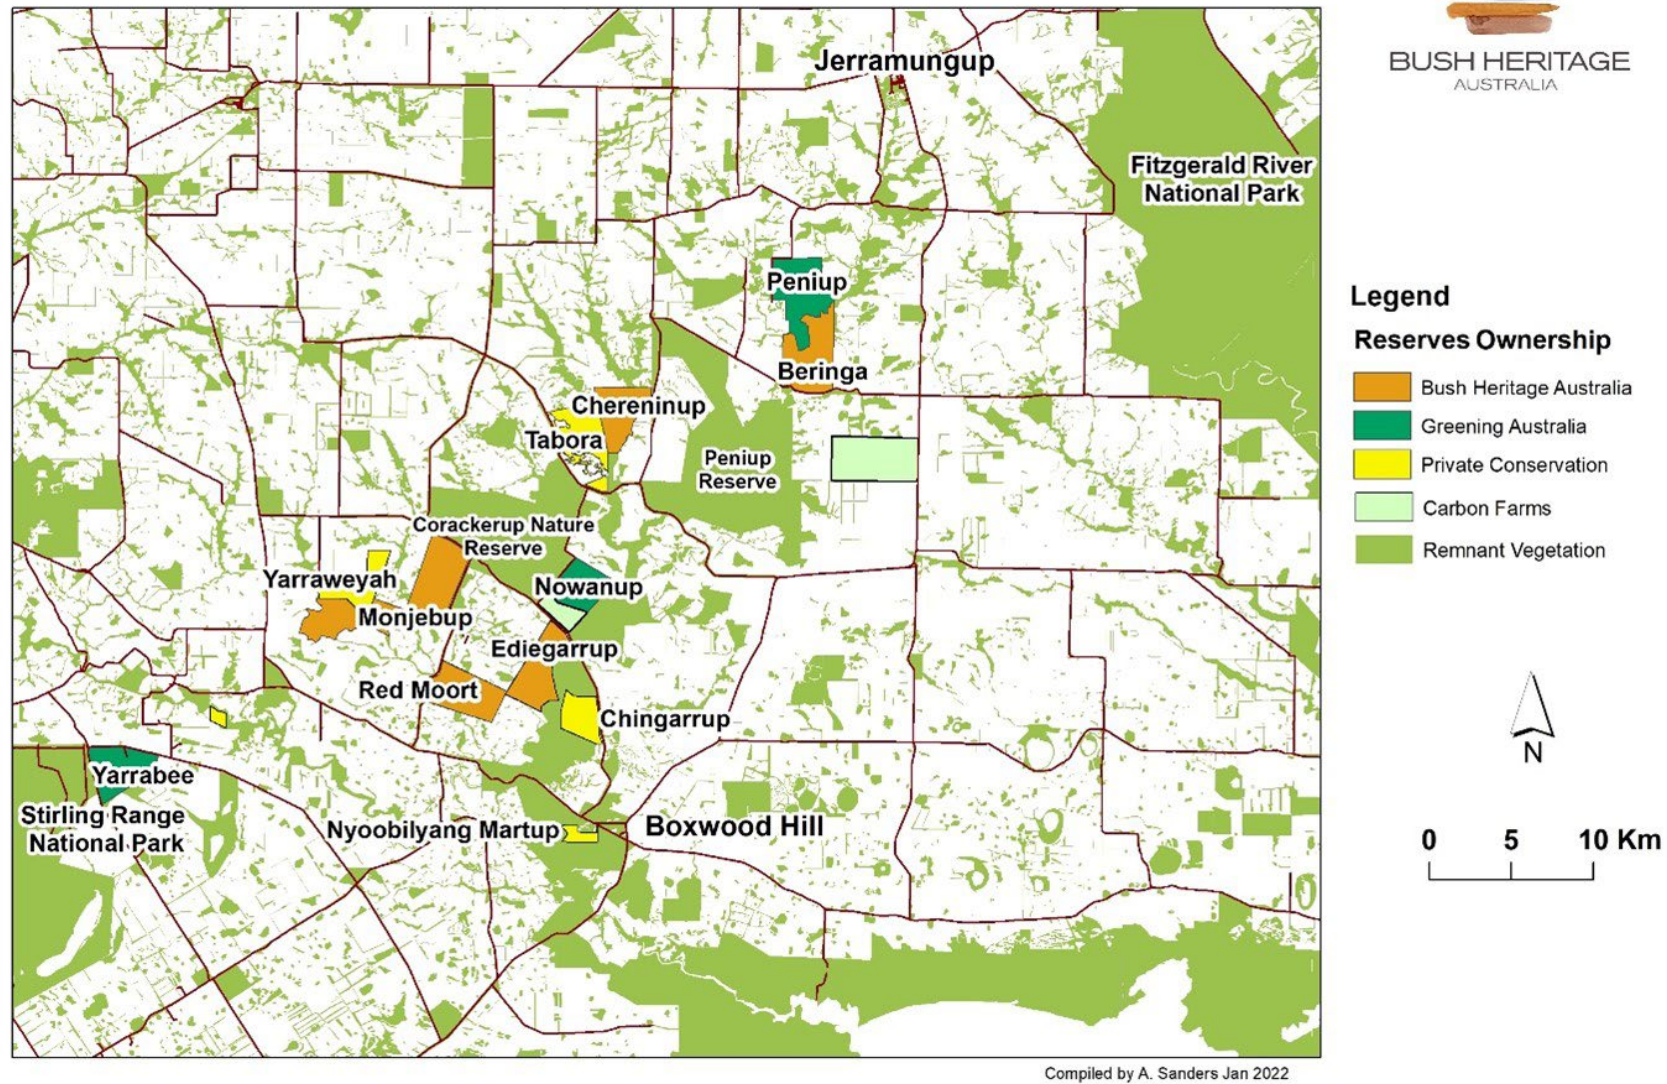 BUSH HERITAGE
AUSTRALIA
Jerramungup
Fitzgerald River
National Park
Peniup
Beringa
Chereninup
Tabora
Peniup
Reserve
Corackerup Nature
Reserve
Yarraweyah
Nowanup
Monjebup
Ediegarrup
Red Moort
Chingarrup
Yarrabee
Stirling Range
National Park
Nyoobilyang Martup
Boxwood Hill
Legend
Reserves Ownership
Bush Heritage Australia
Greening Australia
Private Conservation
Carbon Farms
Remnant Vegetation
N
0 5 10 Km
Compiled by A. Sanders Jan 2022